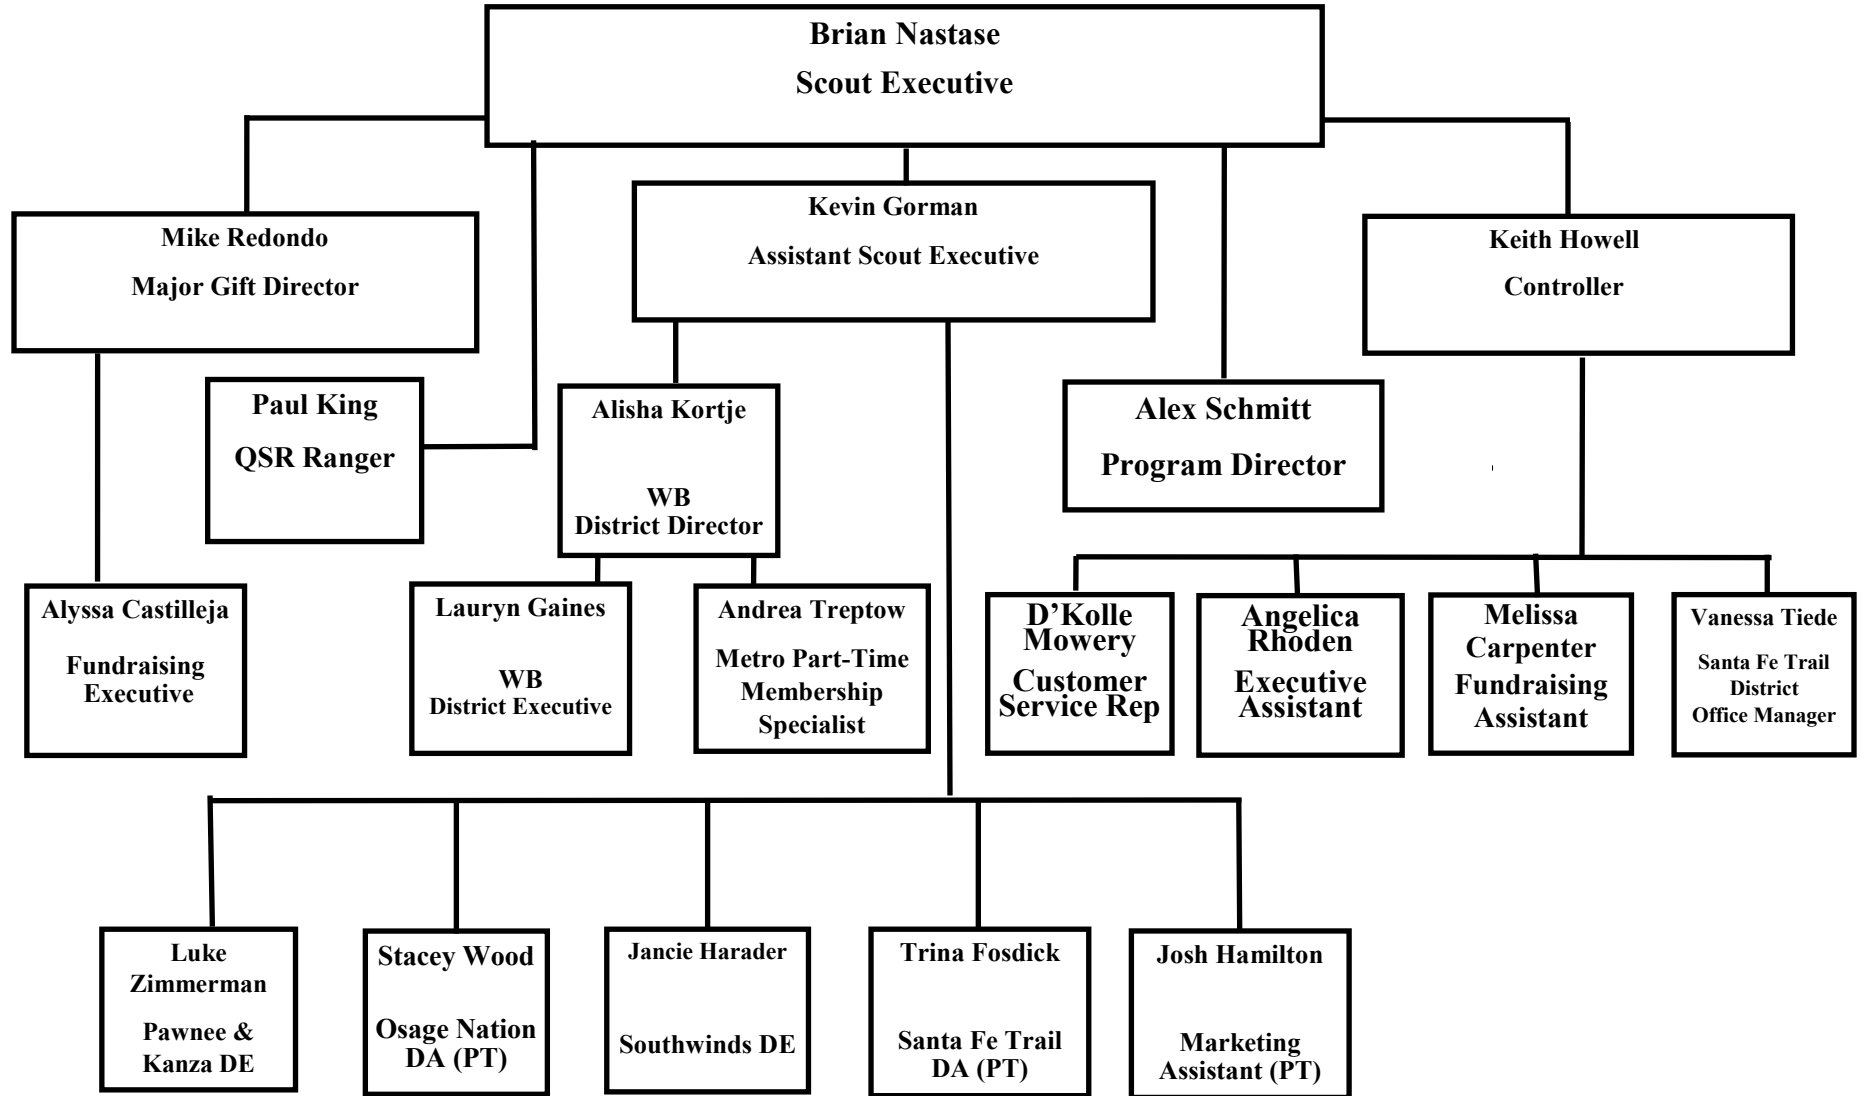 Brian Nastase
Scout Executive
Mike Redondo
Major Gift Director
Kevin Gorman
Assistant Scout Executive
Keith Howell
Controller
Paul King
QSR Ranger
Alisha Kortje
WB
District Director
Alex Schmitt
Program Director
Alyssa Castilleja
Fundraising
Executive
Lauryn Gaines
WB
District Executive
Andrea Treptow
Metro Part-Time
Membership
Specialist
D’Kolle
Mowery
Customer
Service Rep
Angelica
Rhoden
Executive
Assistant
Melissa
Carpenter
Fundraising
Assistant
Vanessa Tiede
Santa Fe Trail
District
Office Manager
Luke
Zimmerman
Pawnee &
Kanza DE
Stacey Wood
Osage Nation
DA (PT)
Jancie Harader
Southwinds DE
Trina Fosdick
Santa Fe Trail
DA (PT)
Josh Hamilton
Marketing
Assistant (PT)